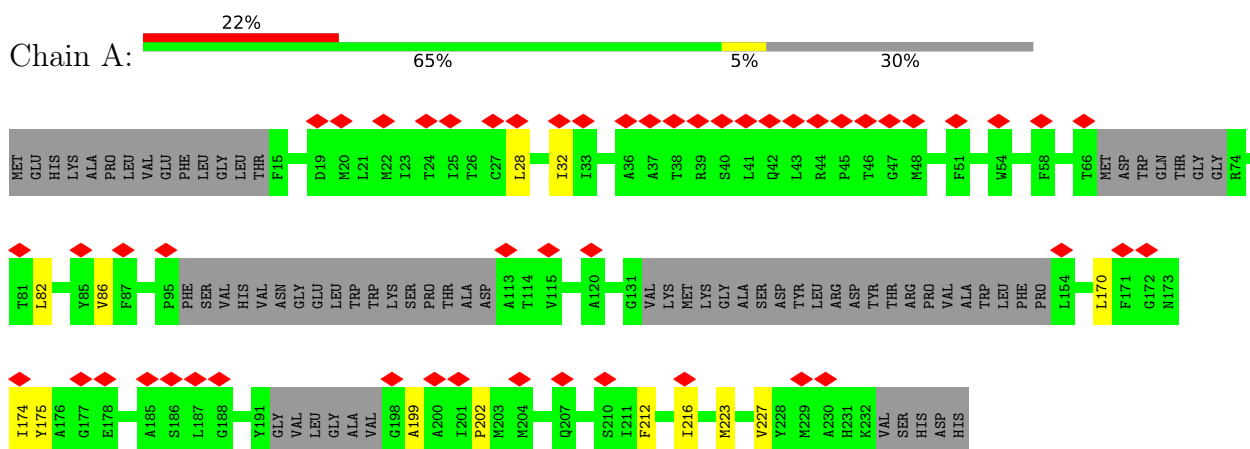 22%
Chain A:
65% 5% 30%
MET GLU HIS LYS ALA PRO LEU VAL GLU PHE LEU GLY LEU THR F15 D19 M20 L21 M22 I23 T24 I25 T26 C27 L28 I32 I33 A36 A37 T38 R39 S40 L41 Q42 L43 R44 P45 T46 G47 M48 F51 W54 F58 T66 MET ASP TRP GLN THR GLY GLY R74
T81 L82 Y85 V86 F87 P95 PHE SER VAL HIS VAL ASN GLY GLU LEU TRP TRP LYS SER PRO THR ALA ASP A113 T114 V115 A120 G131 VAL LYS MET LYS GLY ALA SER ASP TYR LEU ARG ASP TYR THR ARG PRO VAL ALA TRP LEU PHE PRO L154 L170 F171 G172 N173
I174 Y175 A176 G177 E178 A185 S186 L187 G188 Y191 GLY VAL LEU GLY ALA VAL G198 A199 A200 I201 P202 M203 M204 Q207 S210 I211 F212 I216 M223 V227 Y228 M229 A230 H231 K232 VAL SER HIS ASP HIS